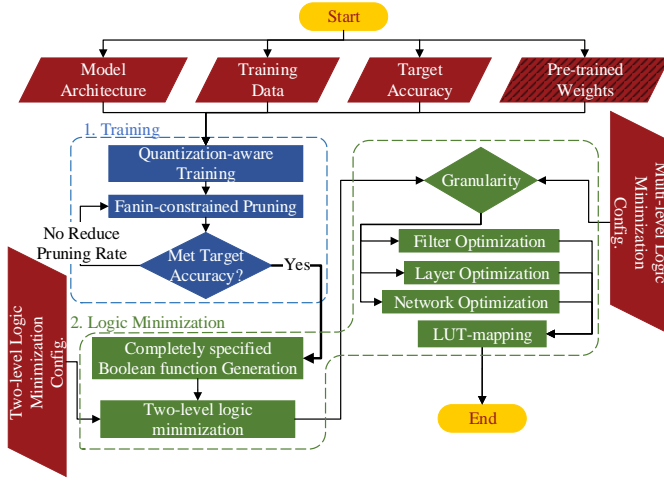 Start
Model
Architecture
Training
Data
Target
Accuracy
Pre-trained
Weights
1. Training
Quantization-aware
Training
Fanin-constrained Pruning
No Reduce
Pruning Rate
Met Target
Accuracy?
Yes
2. Logic Minimization
Completely specified
Boolean function Generation
Two-level logic
minimization
Two-level Logic
Minimization
Config.
Granularity
Filter Optimization
Layer Optimization
Network Optimization
LUT-mapping
End
Multi-level Logic
Minimization
Config.